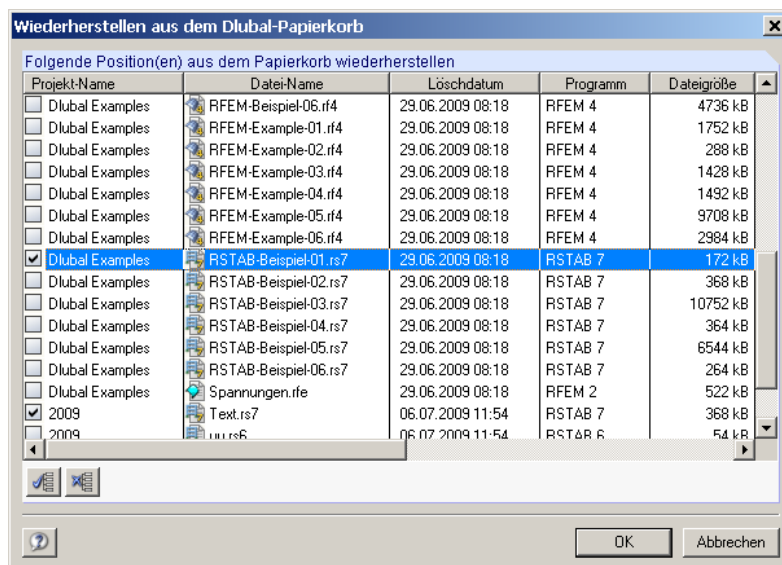 Wiederherstellen aus dem Dlubal-Papierkorb
Folgende Position(en) aus dem Papierkorb wiederherstellen
Projekt-Name Datei-Name Löschdatum Programm Dateigröße
Dlubal Examples RFEM-Beispiel-06.rf4 29.06.2009 08:18 RFEM 4 4736 kB
Dlubal Examples RFEM-Example-01.rf4 29.06.2009 08:18 RFEM 4 1752 kB
Dlubal Examples RFEM-Example-02.rf4 29.06.2009 08:18 RFEM 4 288 kB
Dlubal Examples RFEM-Example-03.rf4 29.06.2009 08:18 RFEM 4 1428 kB
Dlubal Examples RFEM-Example-04.rf4 29.06.2009 08:18 RFEM 4 1492 kB
Dlubal Examples RFEM-Example-05.rf4 29.06.2009 08:18 RFEM 4 9708 kB
Dlubal Examples RFEM-Example-06.rf4 29.06.2009 08:18 RFEM 4 2984 kB
Dlubal Examples RSTAB-Beispiel-01.rs7 29.06.2009 08:18 RSTAB 7 172 kB
Dlubal Examples RSTAB-Beispiel-02.rs7 29.06.2009 08:18 RSTAB 7 368 kB
Dlubal Examples RSTAB-Beispiel-03.rs7 29.06.2009 08:18 RSTAB 7 10752 kB
Dlubal Examples RSTAB-Beispiel-04.rs7 29.06.2009 08:18 RSTAB 7 364 kB
Dlubal Examples RSTAB-Beispiel-05.rs7 29.06.2009 08:18 RSTAB 7 6544 kB
Dlubal Examples RSTAB-Beispiel-06.rs7 29.06.2009 08:18 RSTAB 7 264 kB
Dlubal Examples Spannungen.rfe 29.06.2009 08:18 RFEM 2 522 kB
2009 Text.rs7 06.07.2009 11:54 RSTAB 7 368 kB
2009 06.07.2009 11:54 RSTAB 6 54 kB
OK Abbrechen